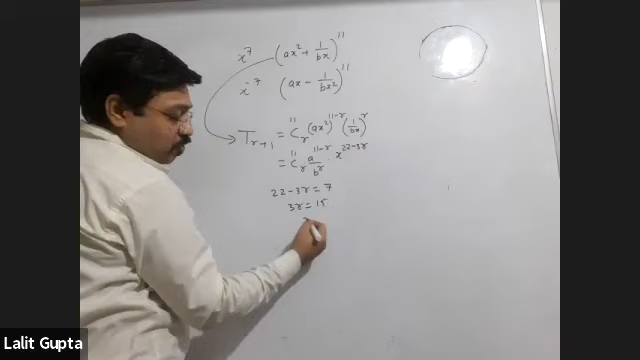 x⁷ (ax² + 1/bx)¹¹
x⁻⁷ (ax − 1/bx²)¹¹
Tᵣ₊₁ = ¹¹Cᵣ (ax²)¹¹⁻ʳ (1/bx)ʳ
= ¹¹Cᵣ a¹¹⁻ʳ/bʳ · x²²⁻³ʳ
22 − 3r = 7
3r = 15
Lalit Gupta